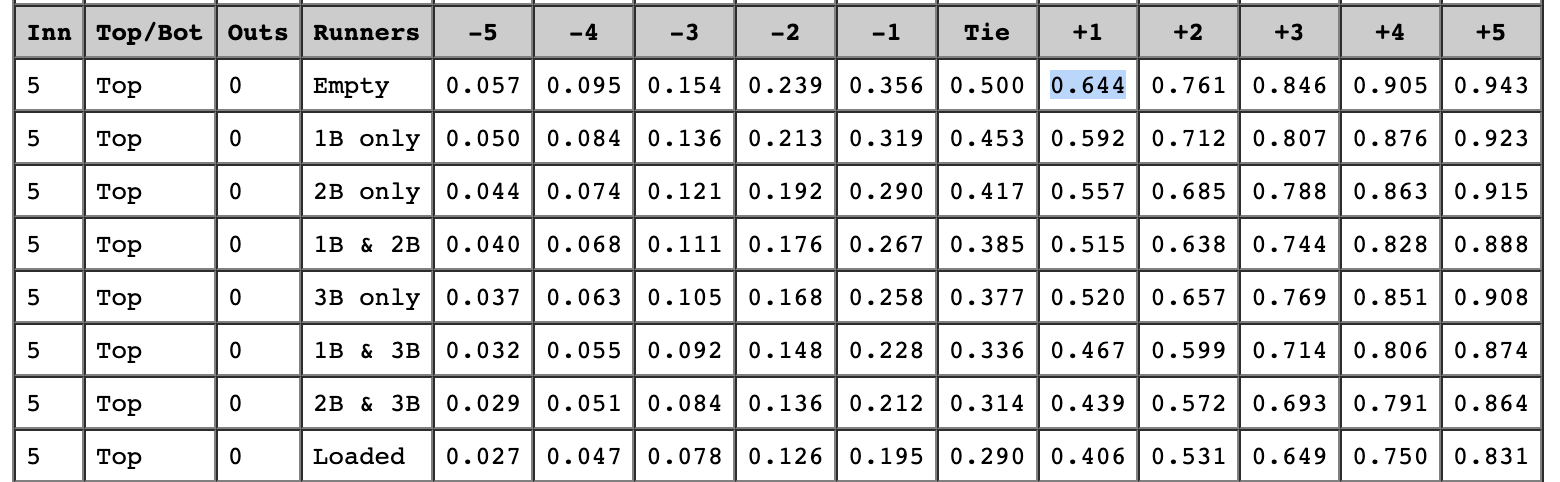 Inn Top/Bot Outs Runners -5 -4 -3 -2 -1 Tie +1 +2 +3 +4 +5
5 Top 0 Empty 0.057 0.095 0.154 0.239 0.356 0.500 0.644 0.761 0.846 0.905 0.943
5 Top 0 1B only 0.050 0.084 0.136 0.213 0.319 0.453 0.592 0.712 0.807 0.876 0.923
5 Top 0 2B only 0.044 0.074 0.121 0.192 0.290 0.417 0.557 0.685 0.788 0.863 0.915
5 Top 0 1B & 2B 0.040 0.068 0.111 0.176 0.267 0.385 0.515 0.638 0.744 0.828 0.888
5 Top 0 3B only 0.037 0.063 0.105 0.168 0.258 0.377 0.520 0.657 0.769 0.851 0.908
5 Top 0 1B & 3B 0.032 0.055 0.092 0.148 0.228 0.336 0.467 0.599 0.714 0.806 0.874
5 Top 0 2B & 3B 0.029 0.051 0.084 0.136 0.212 0.314 0.439 0.572 0.693 0.791 0.864
5 Top 0 Loaded 0.027 0.047 0.078 0.126 0.195 0.290 0.406 0.531 0.649 0.750 0.831